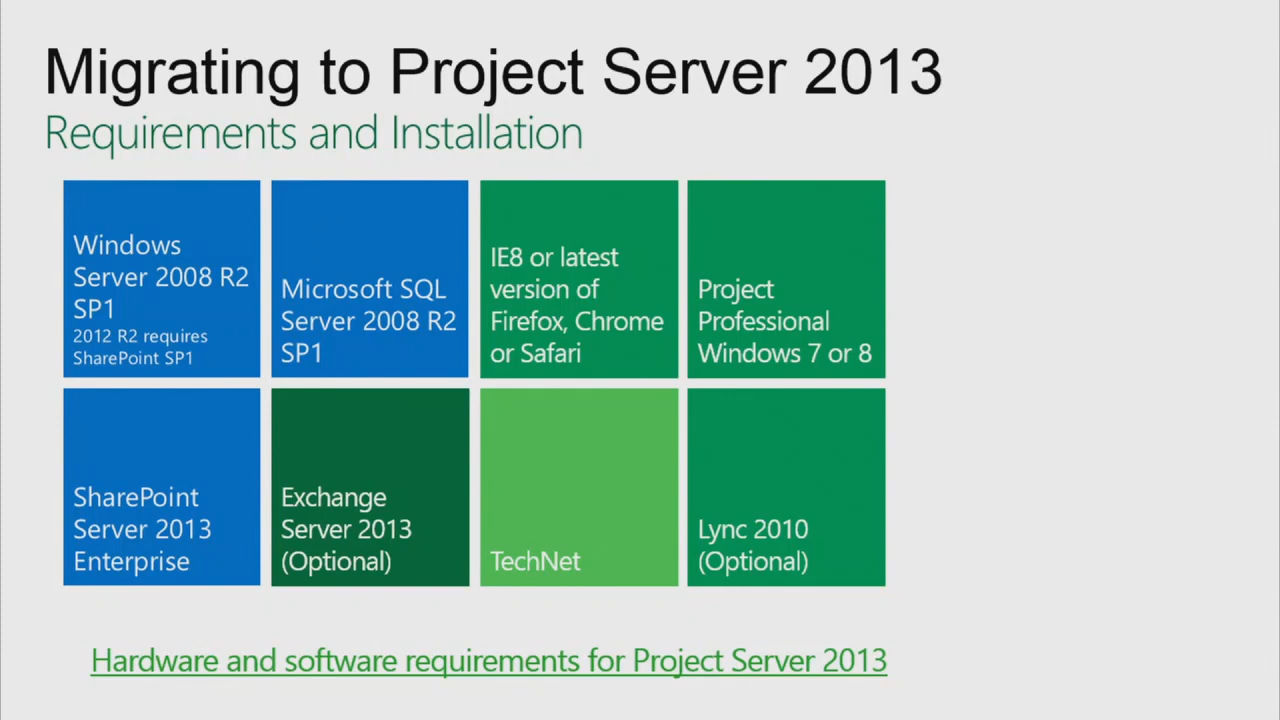 Migrating to Project Server 2013
Requirements and Installation
Windows
Server 2008 R2
SP1
2012 R2 requires
SharePoint SP1
Microsoft SQL
Server 2008 R2
SP1
IE8 or latest
version of
Firefox, Chrome
or Safari
Project
Professional
Windows 7 or 8
SharePoint
Server 2013
Enterprise
Exchange
Server 2013
(Optional)
TechNet
Lync 2010
(Optional)
Hardware and software requirements for Project Server 2013